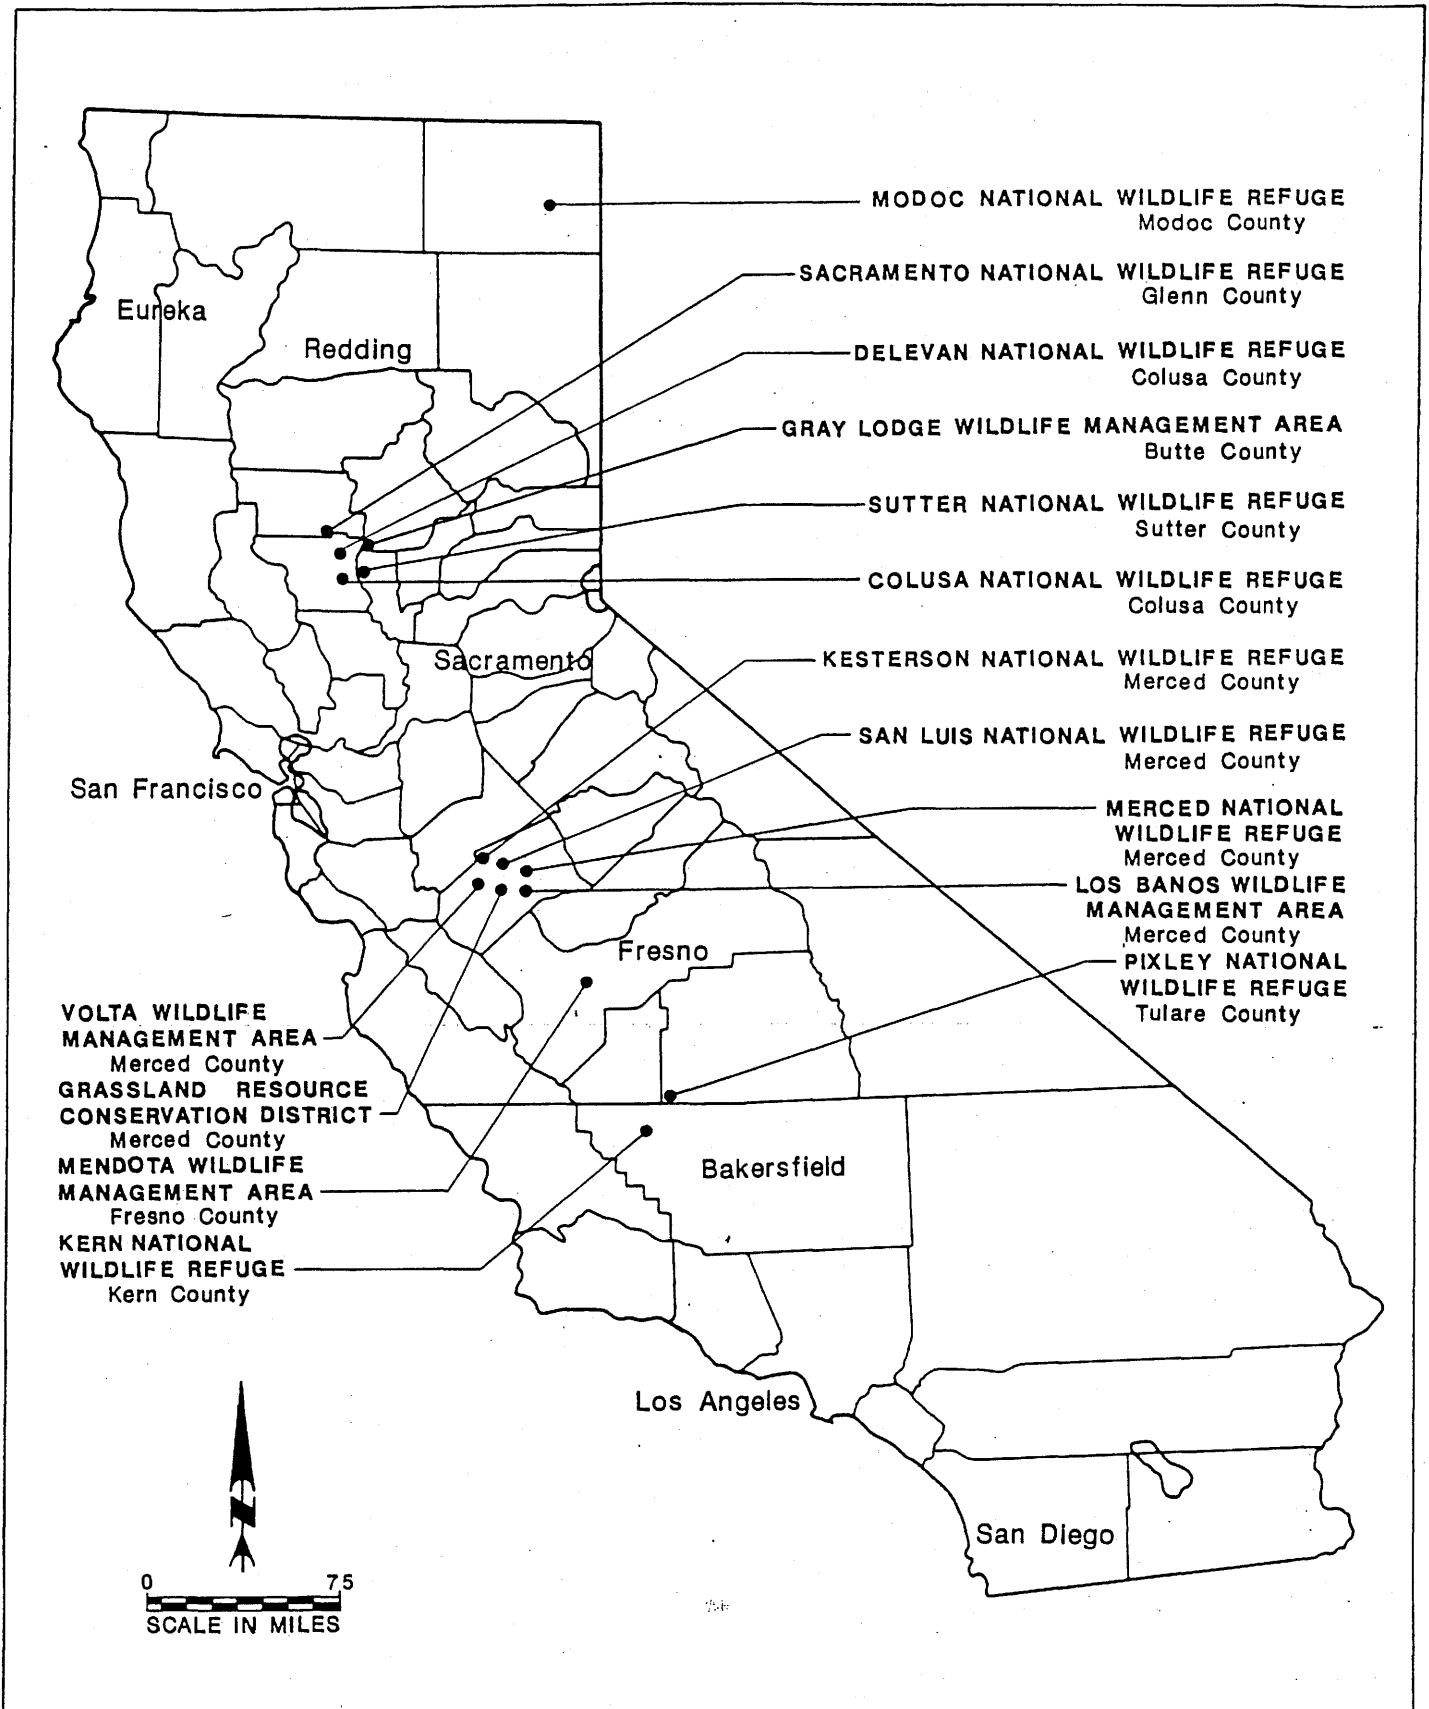 MODOC NATIONAL WILDLIFE REFUGE
Modoc County
SACRAMENTO NATIONAL WILDLIFE REFUGE
Glenn County
DELEVAN NATIONAL WILDLIFE REFUGE
Colusa County
GRAY LODGE WILDLIFE MANAGEMENT AREA
Butte County
SUTTER NATIONAL WILDLIFE REFUGE
Sutter County
COLUSA NATIONAL WILDLIFE REFUGE
Colusa County
KESTERSON NATIONAL WILDLIFE REFUGE
Merced County
SAN LUIS NATIONAL WILDLIFE REFUGE
Merced County
MERCED NATIONAL
WILDLIFE REFUGE
Merced County
LOS BANOS WILDLIFE
MANAGEMENT AREA
Merced County
PIXLEY NATIONAL
WILDLIFE REFUGE
Tulare County
Eureka
Redding
Sacramento
San Francisco
Fresno
Bakersfield
Los Angeles
San Diego
VOLTA WILDLIFE
MANAGEMENT AREA
Merced County
GRASSLAND RESOURCE
CONSERVATION DISTRICT
Merced County
MENDOTA WILDLIFE
MANAGEMENT AREA
Fresno County
KERN NATIONAL
WILDLIFE REFUGE
Kern County
N
0 75
SCALE IN MILES